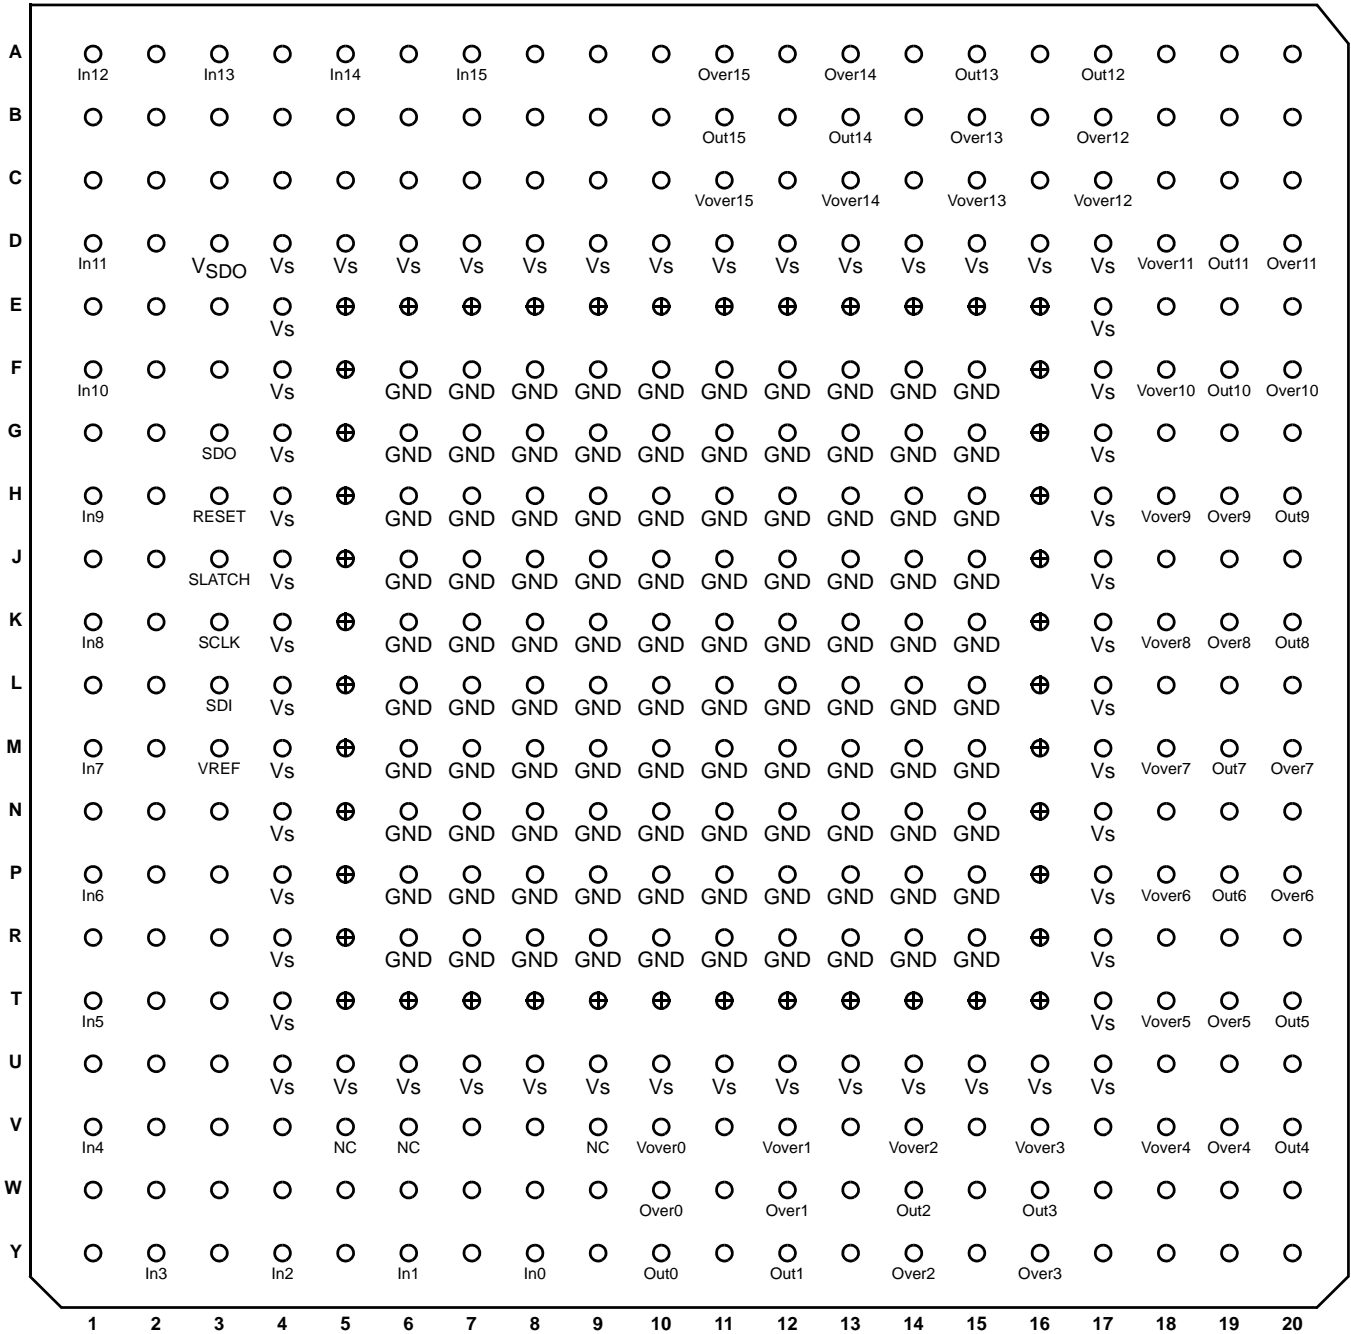 A
In12 In13 In14 In15 Over15 Over14 Out13 Out12
B
Out15 Out14 Over13 Over12
C
Vover15 Vover14 Vover13 Vover12
D
In11 VSDO Vs Vs Vs Vs Vs Vs Vs Vs Vs Vs Vs Vs Vs Vs Vover11 Out11 Over11
E
Vs Vs
F
In10 Vs GND GND GND GND GND GND GND GND GND GND Vs Vover10 Out10 Over10
G
SDO Vs GND GND GND GND GND GND GND GND GND GND Vs
H
In9 RESET Vs GND GND GND GND GND GND GND GND GND GND Vs Vover9 Over9 Out9
J
SLATCH Vs GND GND GND GND GND GND GND GND GND GND Vs
K
In8 SCLK Vs GND GND GND GND GND GND GND GND GND GND Vs Vover8 Over8 Out8
L
SDI Vs GND GND GND GND GND GND GND GND GND GND Vs
M
In7 VREF Vs GND GND GND GND GND GND GND GND GND GND Vs Vover7 Out7 Over7
N
Vs GND GND GND GND GND GND GND GND GND GND Vs
P
In6 Vs GND GND GND GND GND GND GND GND GND GND Vs Vover6 Out6 Over6
R
Vs GND GND GND GND GND GND GND GND GND GND Vs
T
In5 Vs Vs Vover5 Over5 Out5
U
Vs Vs Vs Vs Vs Vs Vs Vs Vs Vs Vs Vs Vs Vs
V
In4 NC NC NC Vover0 Vover1 Vover2 Vover3 Vover4 Over4 Out4
W
Over0 Over1 Out2 Out3
Y
In3 In2 In1 In0 Out0 Out1 Over2 Over3
1 2 3 4 5 6 7 8 9 10 11 12 13 14 15 16 17 18 19 20